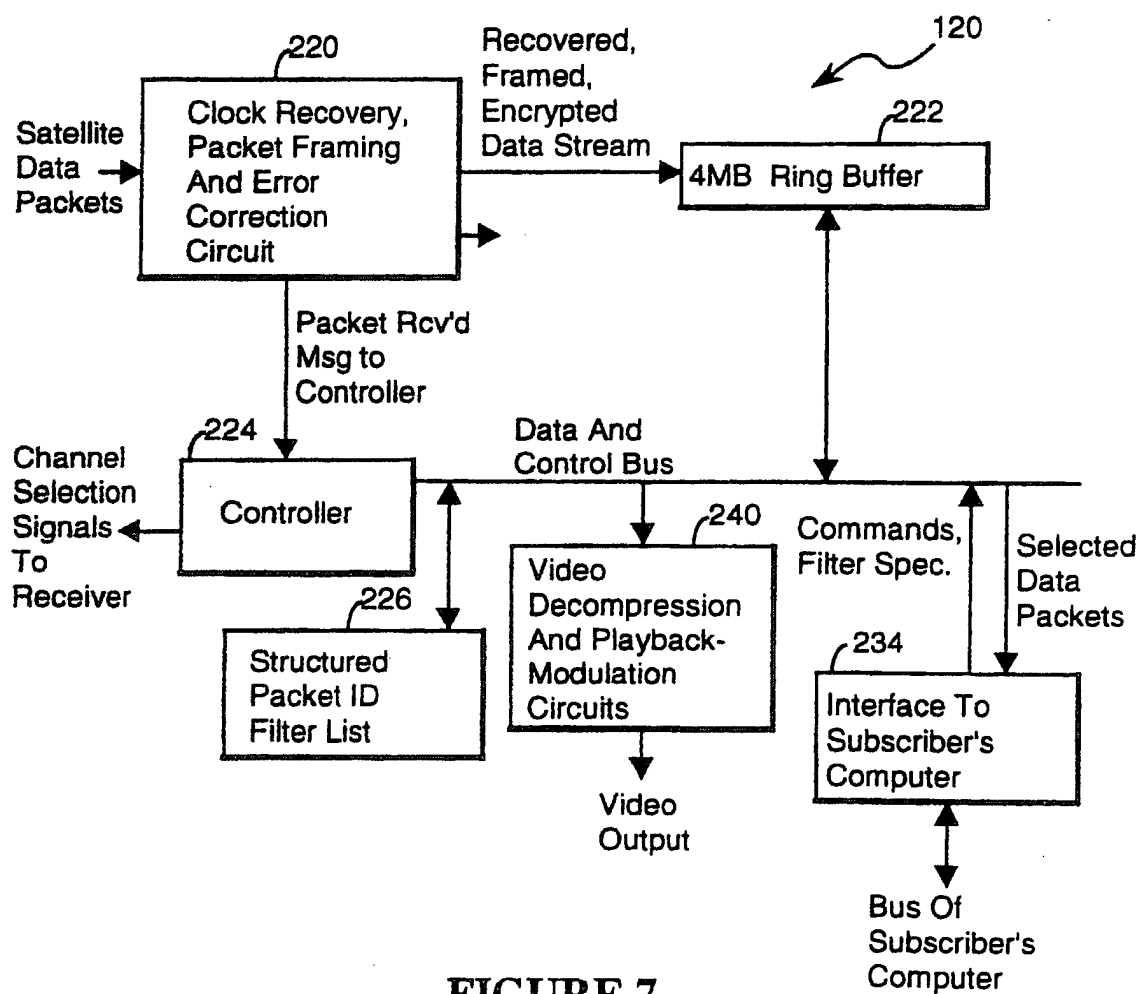 120
220
Clock Recovery,
Packet Framing
And Error
Correction
Circuit
Satellite
Data
Packets
Recovered,
Framed,
Encrypted
Data Stream
222
4MB Ring Buffer
Packet Rcv'd
Msg to
Controller
224
Controller
Channel
Selection
Signals
To
Receiver
Data And
Control Bus
226
Structured
Packet ID
Filter List
240
Video
Decompression
And Playback-
Modulation
Circuits
Video
Output
Commands,
Filter Spec.
Selected
Data
Packets
234
Interface To
Subscriber's
Computer
Bus Of
Subscriber's
Computer
FIGURE 7